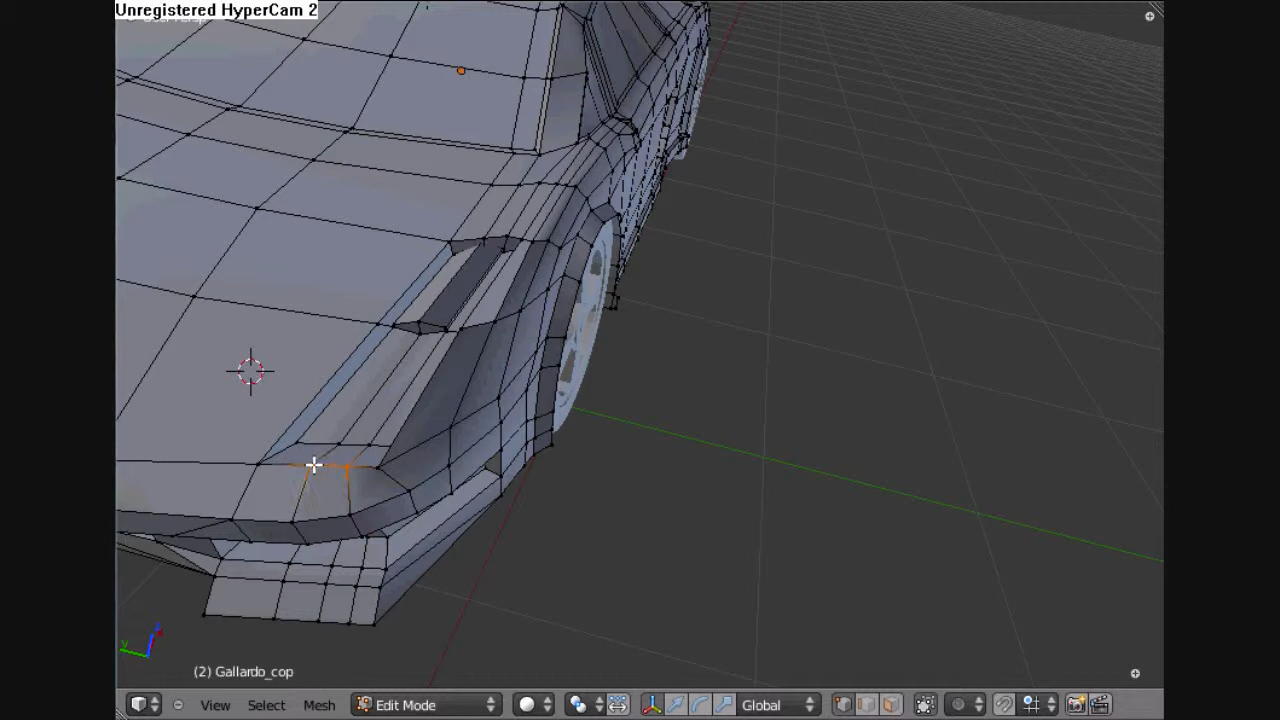 Unregistered HyperCam 2
(2) Gallardo_cop
View Select Mesh Edit Mode Global